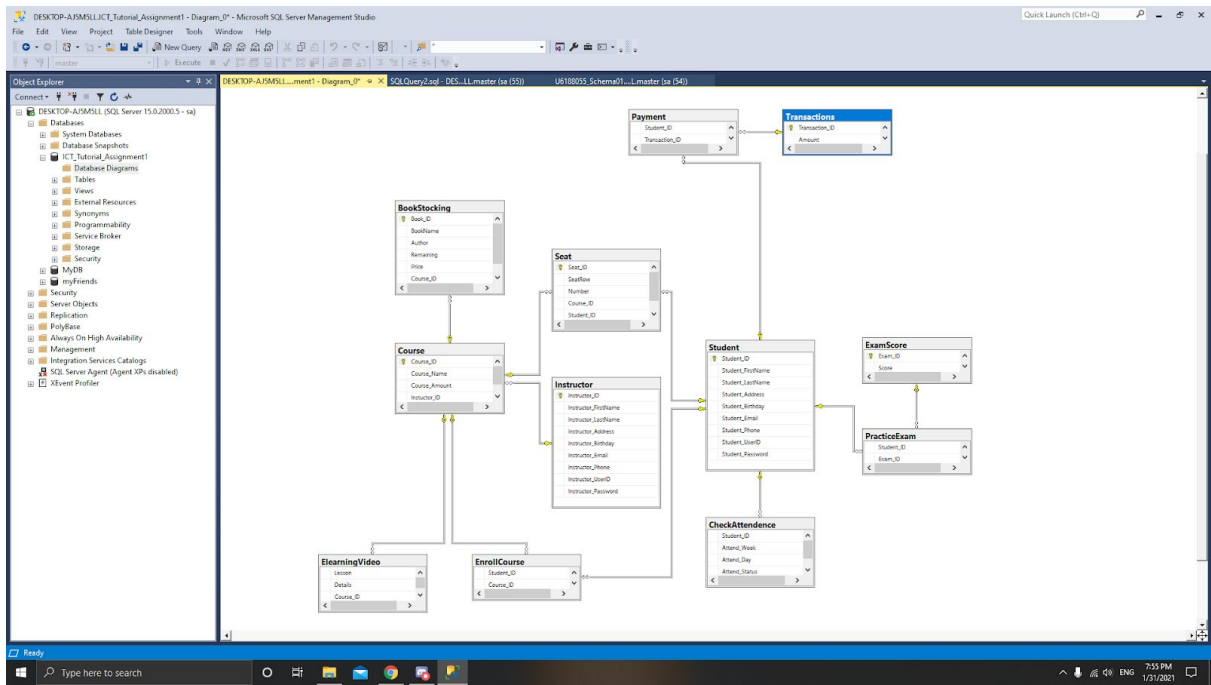 DESKTOP-AJ5M5LL.ICT_Tutorial_Assignment1 - Diagram_0* - Microsoft SQL Server Management Studio
Quick Launch (Ctrl+Q)
File Edit View Project Table Designer Tools Window Help
New Query
master
Execute
Object Explorer
DESKTOP-AJ5M5LL....ment1 - Diagram_0*
SQLQuery2.sql - DES...LL.master (sa (55))
U6188055_Schema01....L.master (sa (54))
Connect
DESKTOP-AJ5M5LL (SQL Server 15.0.2000.5 - sa)
Databases
System Databases
Database Snapshots
ICT_Tutorial_Assignment1
Database Diagrams
Tables
Views
External Resources
Synonyms
Programmability
Service Broker
Storage
Security
MyDB
myFriends
Security
Server Objects
Replication
PolyBase
Always On High Availability
Management
Integration Services Catalogs
SQL Server Agent (Agent XPs disabled)
XEvent Profiler
Payment
Student_ID
Transaction_ID
Transactions
Transaction_ID
Amount
BookStocking
Book_ID
BookName
Author
Remaining
Price
Course_ID
Seat
Seat_ID
SeatRow
Number
Course_ID
Student_ID
Course
Course_ID
Course_Name
Course_Amount
Instructor_ID
Instructor
Instructor_ID
Instructor_FirstName
Instructor_LastName
Instructor_Address
Instructor_Birthday
Instructor_Email
Instructor_Phone
Instructor_UserID
Instructor_Password
Student
Student_ID
Student_FirstName
Student_LastName
Student_Address
Student_Birthday
Student_Email
Student_Phone
Student_UserID
Student_Password
ExamScore
Exam_ID
Score
PracticeExam
Student_ID
Exam_ID
CheckAttendence
Student_ID
Attend_Week
Attend_Day
Attend_Status
ElearningVideo
Lesson
Details
Course_ID
EnrollCourse
Student_ID
Course_ID
Ready
Type here to search
ENG
7:55 PM
1/31/2021